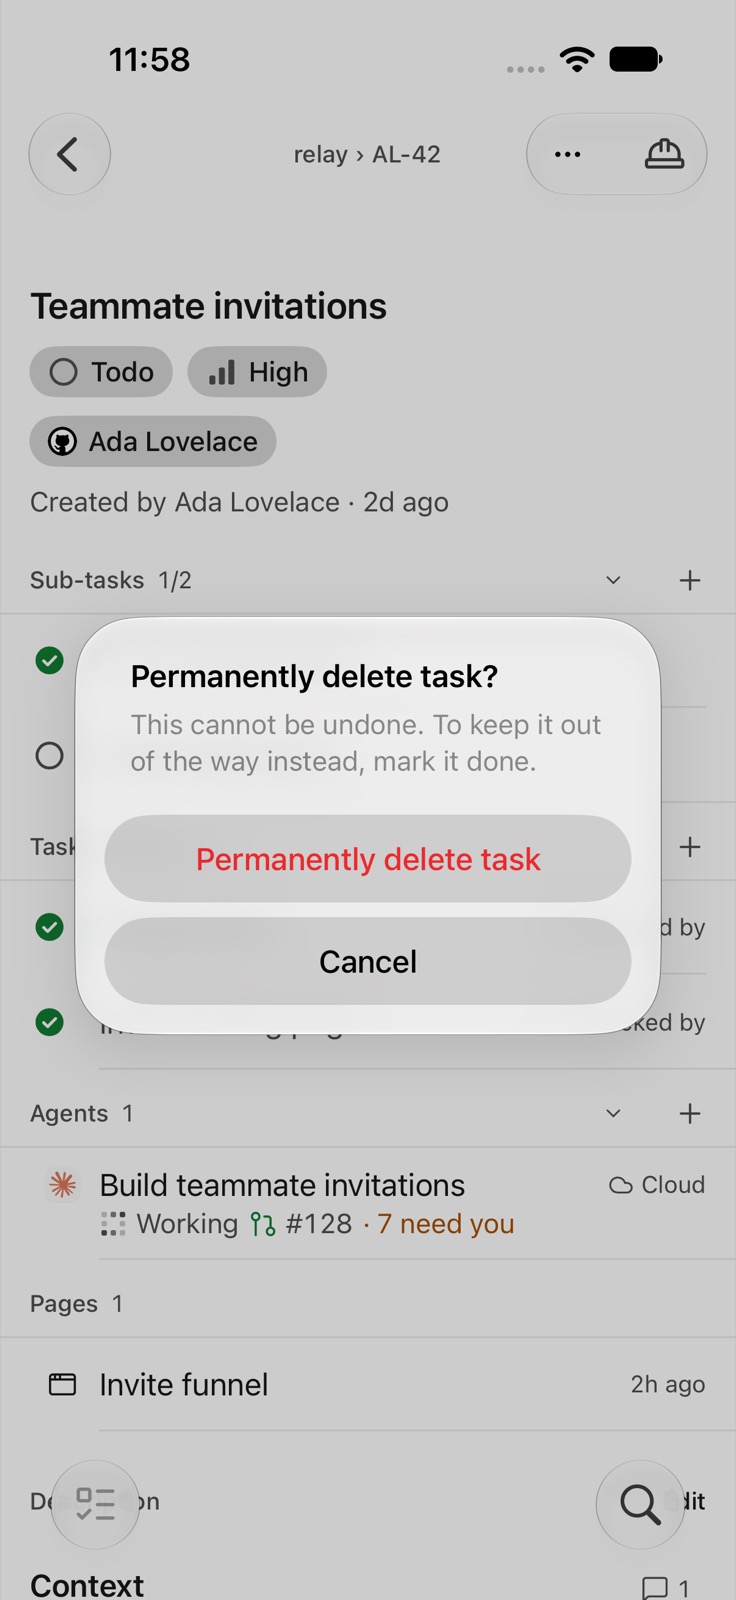 11:58
relay › AL-42
Teammate invitations
Todo
High
Ada Lovelace
Created by Ada Lovelace · 2d ago
Sub-tasks 1/2
Permanently delete task?
This cannot be undone. To keep it out
of the way instead, mark it done.
Permanently delete task
Cancel
by
by
Agents 1
Build teammate invitations
Cloud
Working #128 · 7 need you
Pages 1
Invite funnel
2h ago
Context
1